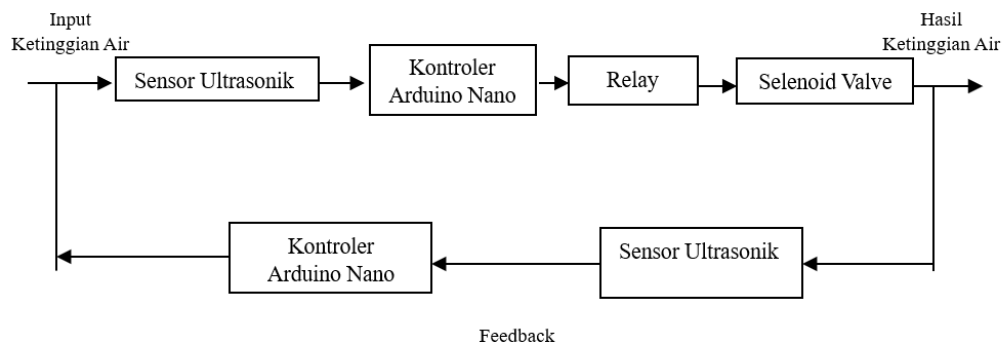 Input
Ketinggian Air
Hasil
Ketinggian Air
Sensor Ultrasonik
Kontroler
Arduino Nano
Relay
Selenoid Valve
Kontroler
Arduino Nano
Sensor Ultrasonik
Feedback